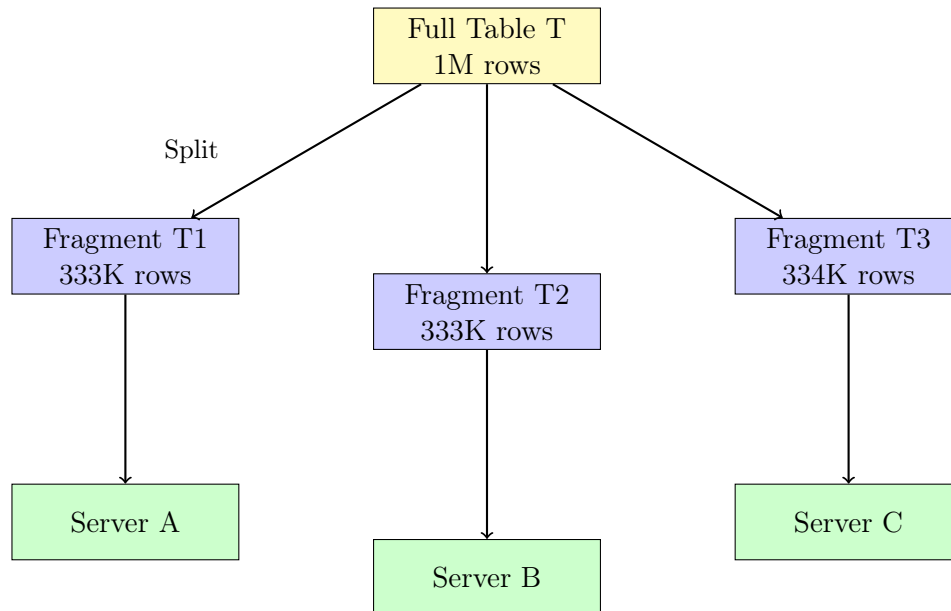 Full Table T
1M rows
Split
Fragment T1
333K rows
Fragment T2
333K rows
Fragment T3
334K rows
Server A
Server B
Server C